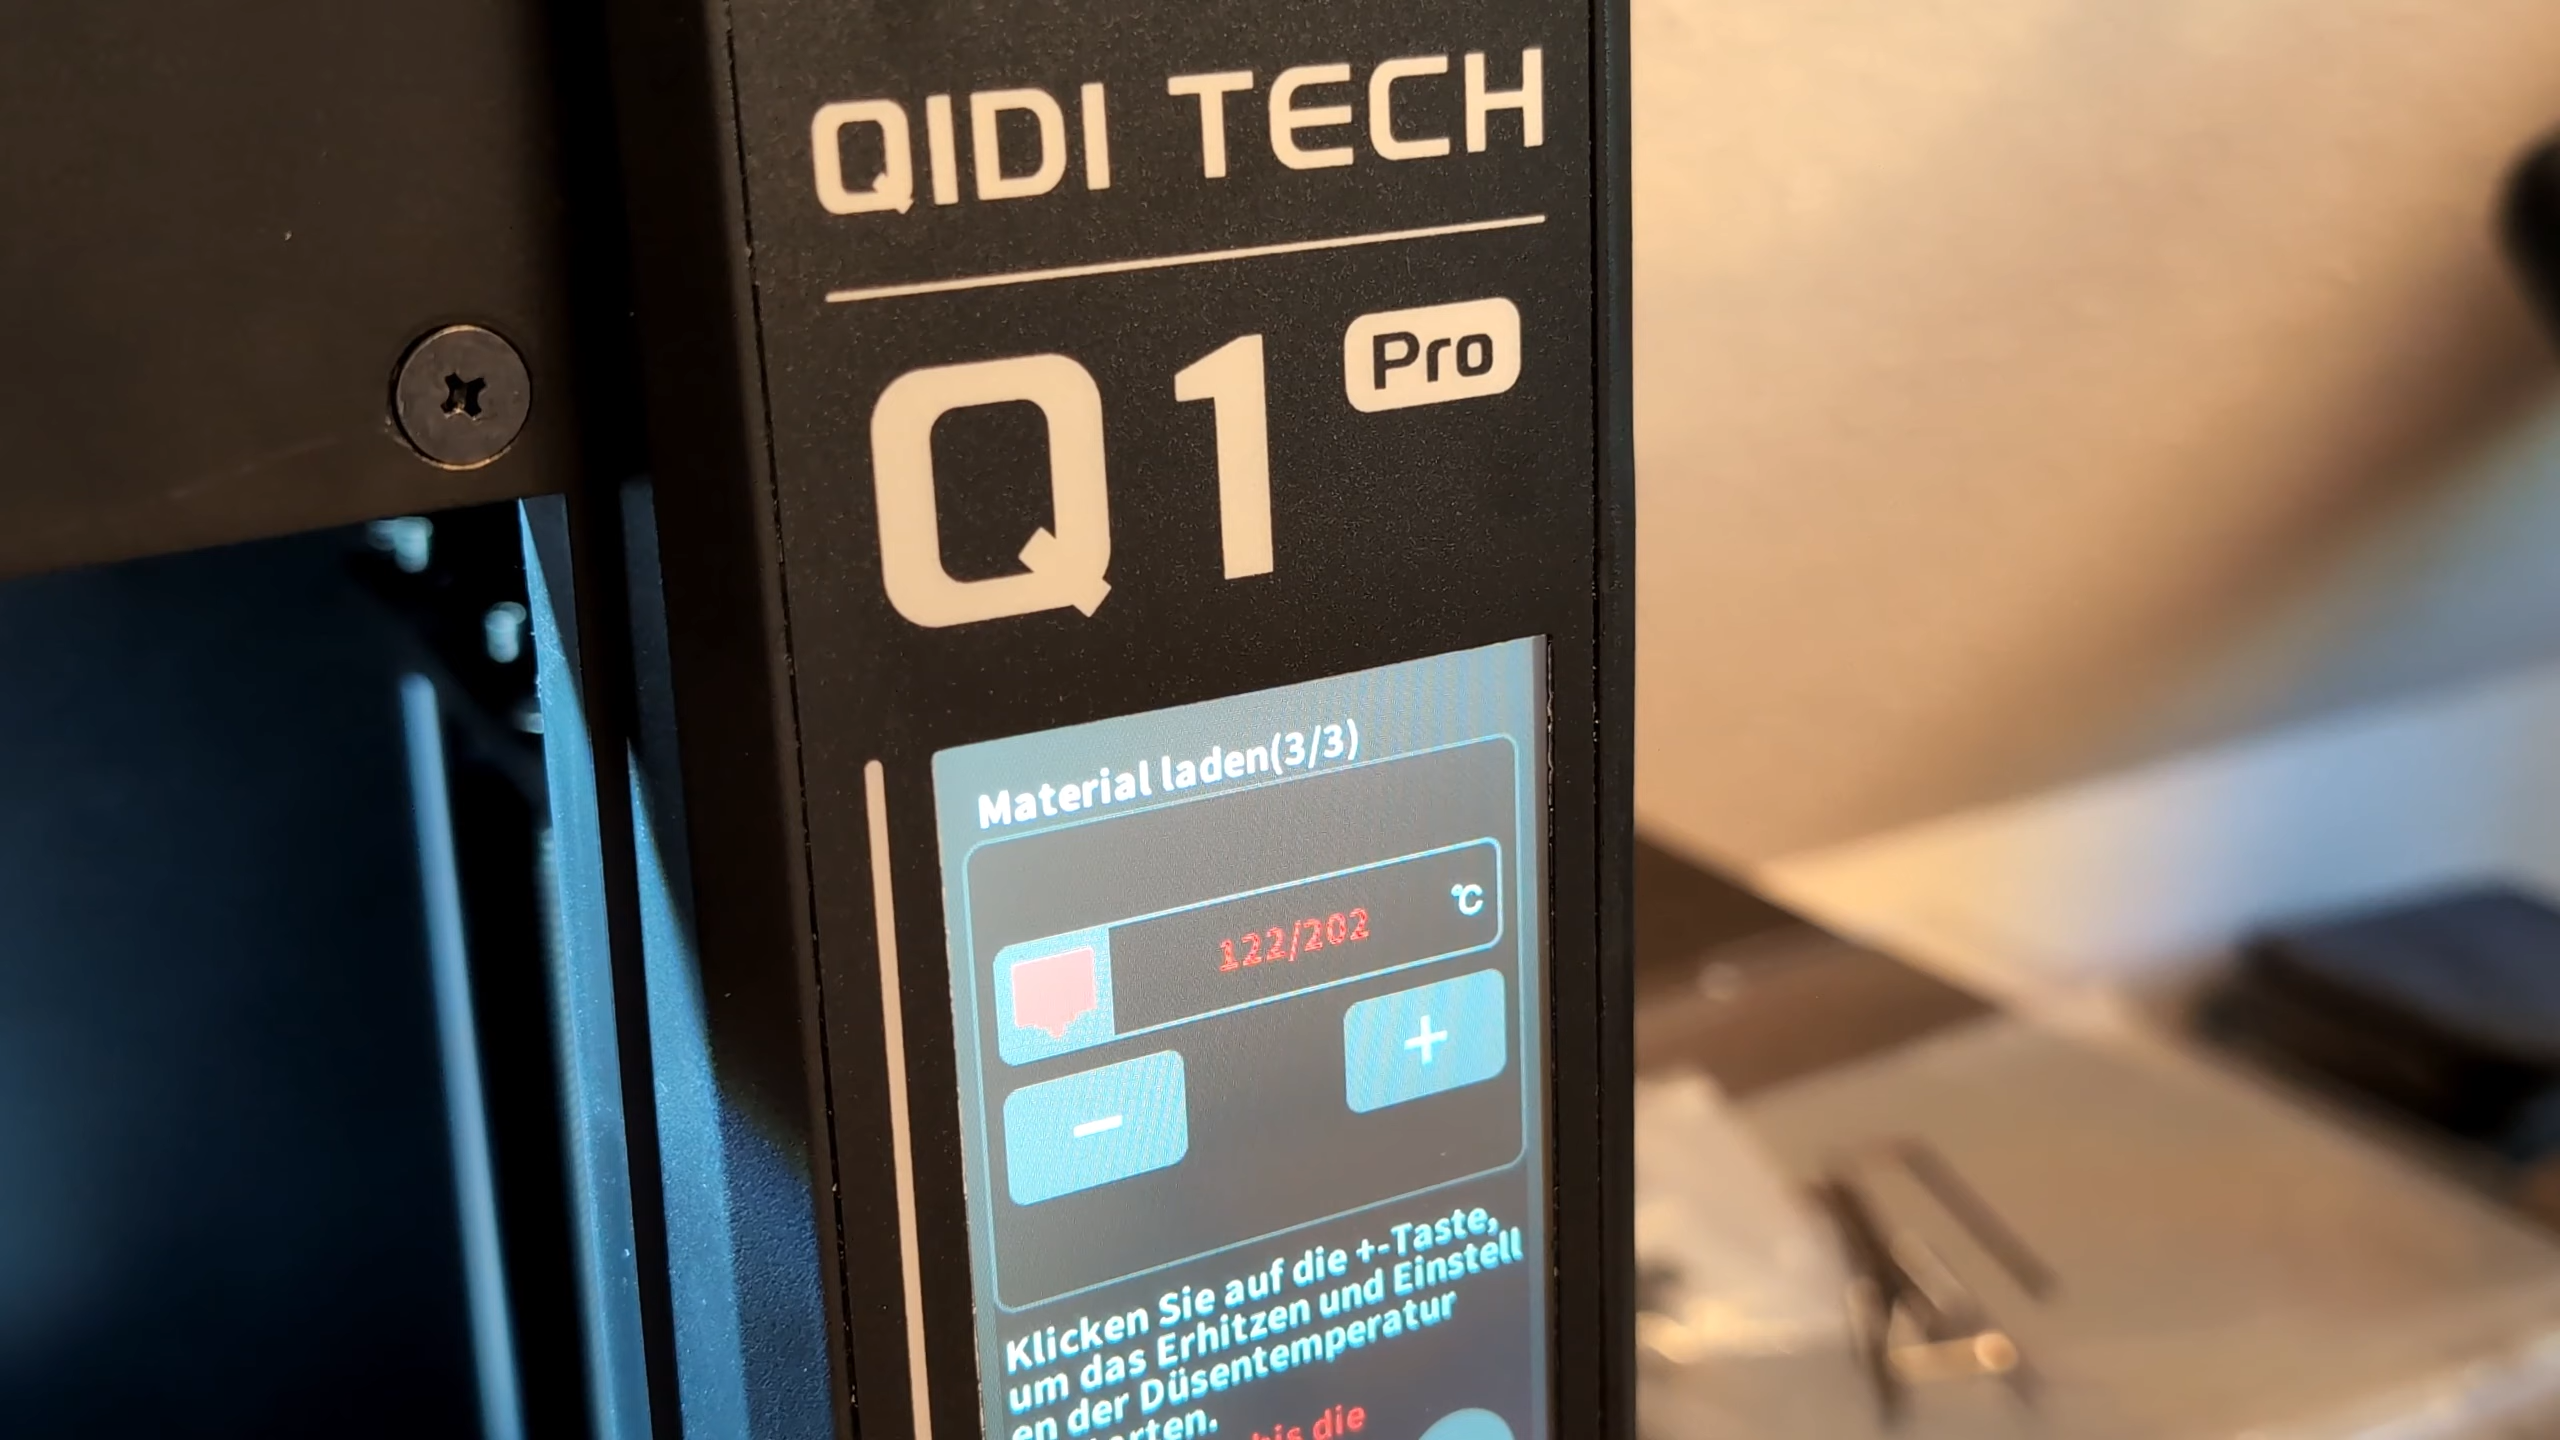 QIDI TECH
Q1 Pro
Material laden(3/3)
122/202 ℃
+
−
Klicken Sie auf die +-Taste,
um das Erhitzen und Einstell
en der Düsentemperatur
bis die